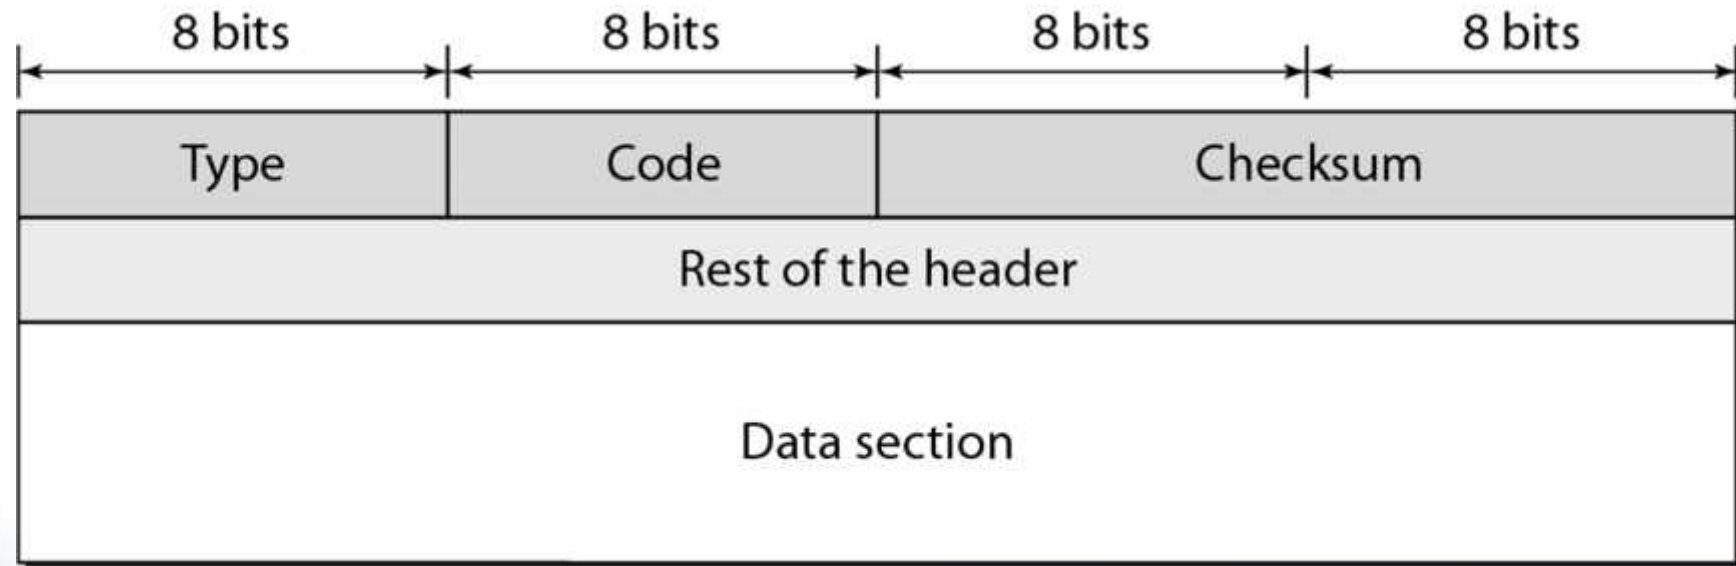 8 bits 8 bits 8 bits 8 bits
Type Code Checksum
Rest of the header
Data section